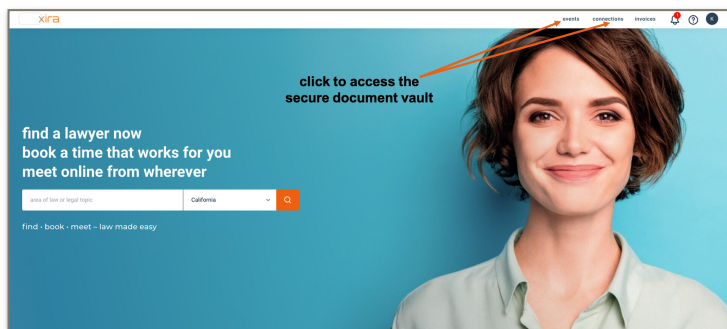 xira
events connections invoices K
click to access the
secure document vault
find a lawyer now
book a time that works for you
meet online from wherever
area of law or legal topic California
find · book · meet – law made easy